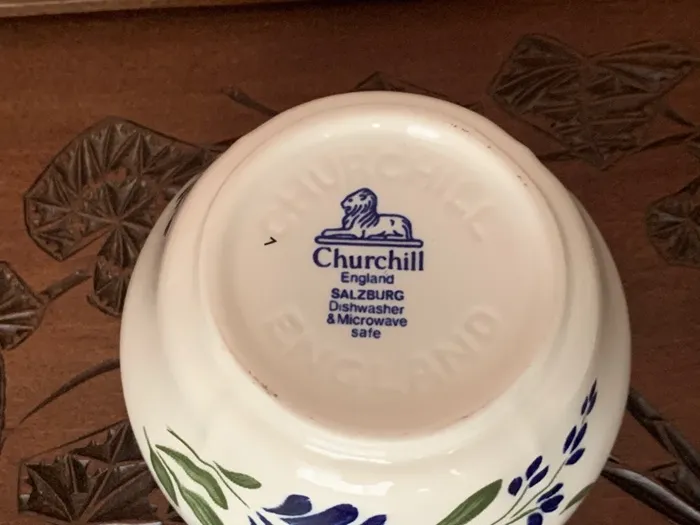 CHURCHILL
Churchill
England
SALZBURG
Dishwasher
& Microwave
safe
ENGLAND